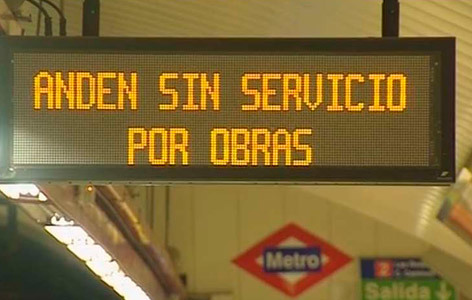 ANDEN SIN SERVICIO
POR OBRAS
Metro
2
Salida